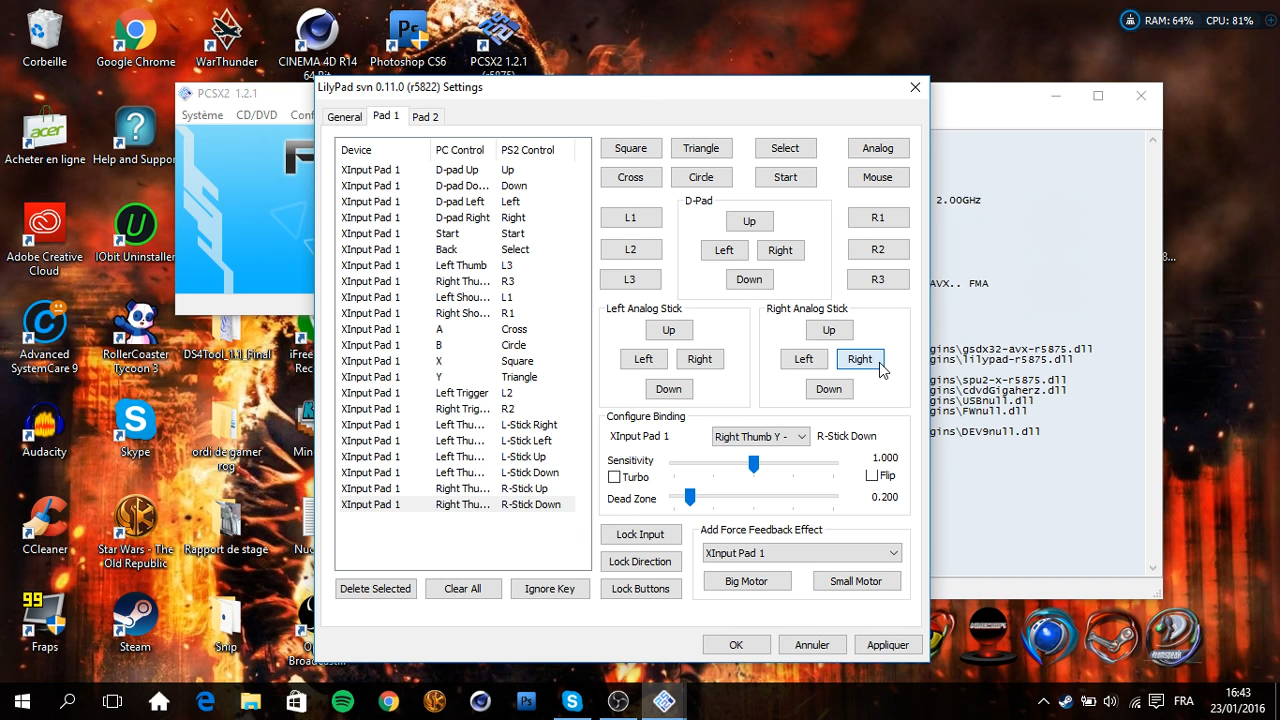 RAM: 64% CPU: 81%
Corbeille
Google Chrome
WarThunder
CINEMA 4D R14
64 Bit
Photoshop CS6
PCSX2 1.2.1
(r5875)
Acheter en ligne
Help and Suppor
Adobe Creative
Cloud
IObit Uninstaller
DS4Tool_1.1_Final
Advanced
SystemCare 9
RollerCoaster
Tycoon 3
Audacity
Skype
ordi de gamer
rog
CCleaner
Star Wars - The
Old Republic
Rapport de stage
99
Fraps
Steam
Snip
PCSX2 1.2.1
Système CD/DVD
LilyPad svn 0.11.0 (r5822) Settings
General Pad 1 Pad 2
Device PC Control PS2 Control
XInput Pad 1 D-pad Up Up
XInput Pad 1 D-pad Do... Down
XInput Pad 1 D-pad Left Left
XInput Pad 1 D-pad Right Right
XInput Pad 1 Start Start
XInput Pad 1 Back Select
XInput Pad 1 Left Thumb L3
XInput Pad 1 Right Thu... R3
XInput Pad 1 Left Shou... L1
XInput Pad 1 Right Sho... R1
XInput Pad 1 A Cross
XInput Pad 1 B Circle
XInput Pad 1 X Square
XInput Pad 1 Y Triangle
XInput Pad 1 Left Trigger L2
XInput Pad 1 Right Trig... R2
XInput Pad 1 Left Thu... L-Stick Right
XInput Pad 1 Left Thu... L-Stick Left
XInput Pad 1 Left Thu... L-Stick Up
XInput Pad 1 Left Thu... L-Stick Down
XInput Pad 1 Right Thu... R-Stick Up
XInput Pad 1 Right Thu... R-Stick Down
Delete Selected Clear All Ignore Key
Square Triangle Select Analog
Cross Circle Start Mouse
D-Pad
L1 Up R1
L2 Left Right R2
L3 Down R3
Left Analog Stick Right Analog Stick
Up Up
Left Right Left Right
Down Down
Configure Binding
XInput Pad 1 Right Thumb Y - R-Stick Down
Sensitivity 1.000
Turbo Flip
Dead Zone 0.200
Lock Input
Lock Direction
Lock Buttons
Add Force Feedback Effect
XInput Pad 1
Big Motor Small Motor
OK Annuler Appliquer
2.00GHz
AVX.. FMA
gins\gsdx32-avx-r5875.dll
gins\lilypad-r5875.dll
gins\spu2-x-r5875.dll
gins\cdvdGigaherz.dll
gins\USBnull.dll
gins\FWnull.dll
gins\DEV9null.dll
FRA
16:43
23/01/2016